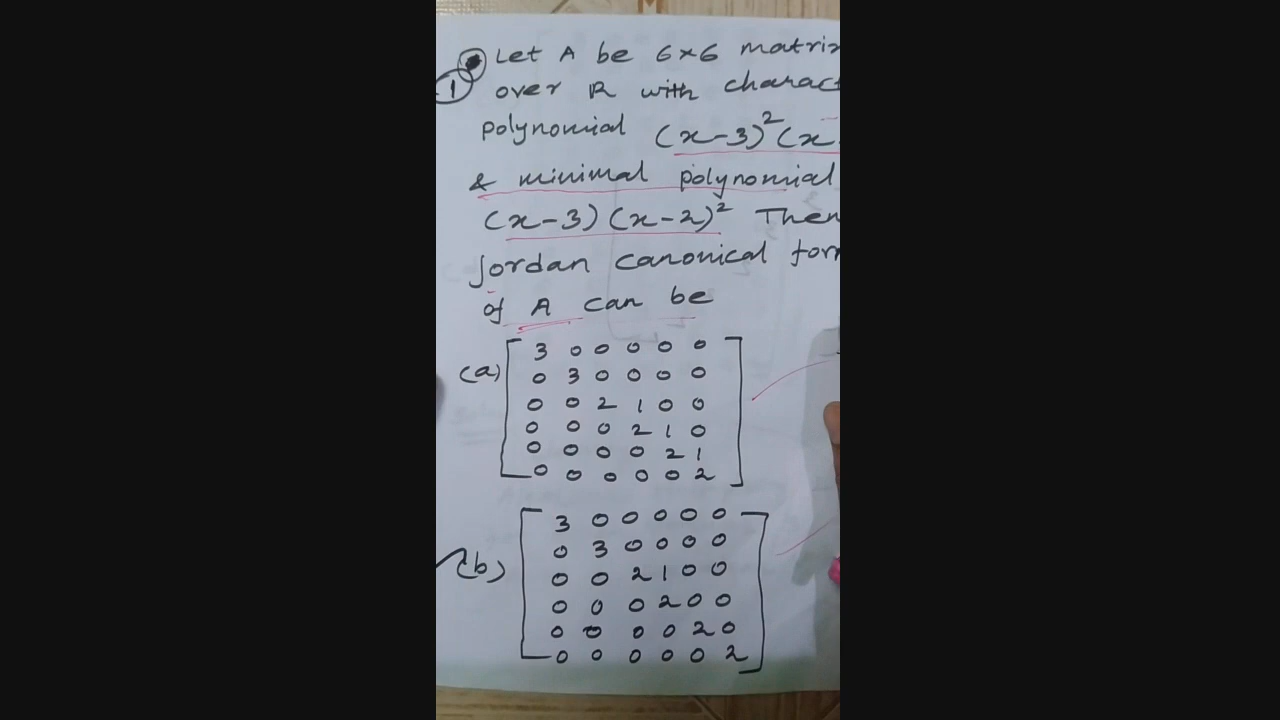 Let A be 6×6 matrix
1 over R with charact
polynomial (x-3)²(x-
& minimal polynomial
(x-3)(x-2)² Then
Jordan canonical form
of A can be
(a) 3 0 0 0 0 0
0 3 0 0 0 0
0 0 2 1 0 0
0 0 0 2 1 0
0 0 0 0 2 1
0 0 0 0 0 2
(b) 3 0 0 0 0 0
0 3 0 0 0 0
0 0 2 1 0 0
0 0 0 2 0 0
0 0 0 0 2 0
0 0 0 0 0 2